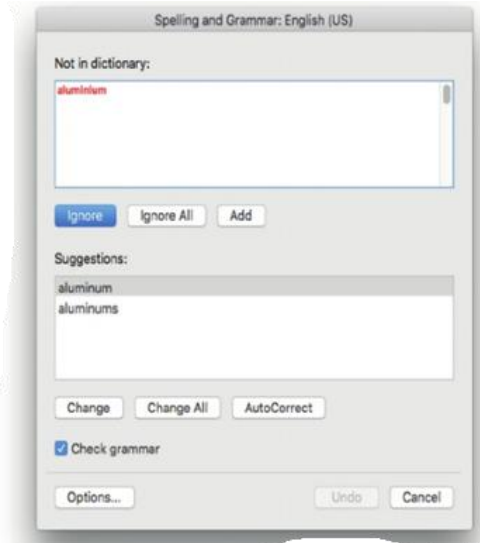 Spelling and Grammar: English (US)
Not in dictionary:
aluminium
Ignore Ignore All Add
Suggestions:
aluminum
aluminums
Change Change All AutoCorrect
Check grammar
Options... Undo Cancel